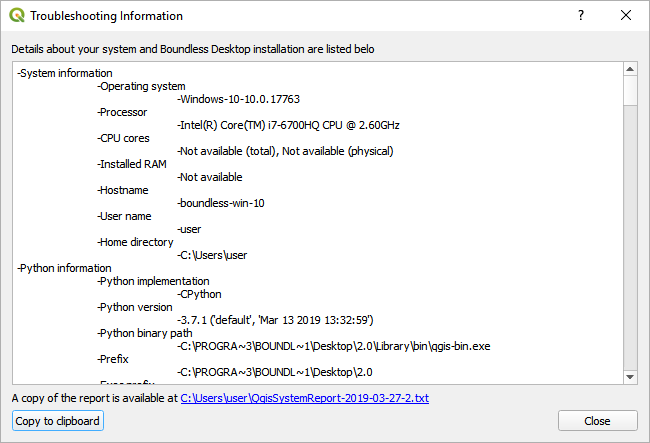 Troubleshooting Information
Details about your system and Boundless Desktop installation are listed belo
-System information
-Operating system
-Windows-10-10.0.17763
-Processor
-Intel(R) Core(TM) i7-6700HQ CPU @ 2.60GHz
-CPU cores
-Not available (total), Not available (physical)
-Installed RAM
-Not available
-Hostname
-boundless-win-10
-User name
-user
-Home directory
-C:\Users\user
-Python information
-Python implementation
-CPython
-Python version
-3.7.1 ('default', 'Mar 13 2019 13:32:59')
-Python binary path
-C:\PROGRA~3\BOUNDL~1\Desktop\2.0\Library\bin\qgis-bin.exe
-Prefix
-C:\PROGRA~3\BOUNDL~1\Desktop\2.0
-Exec prefix
A copy of the report is available at C:\Users\user\QgisSystemReport-2019-03-27-2.txt
Copy to clipboard
Close